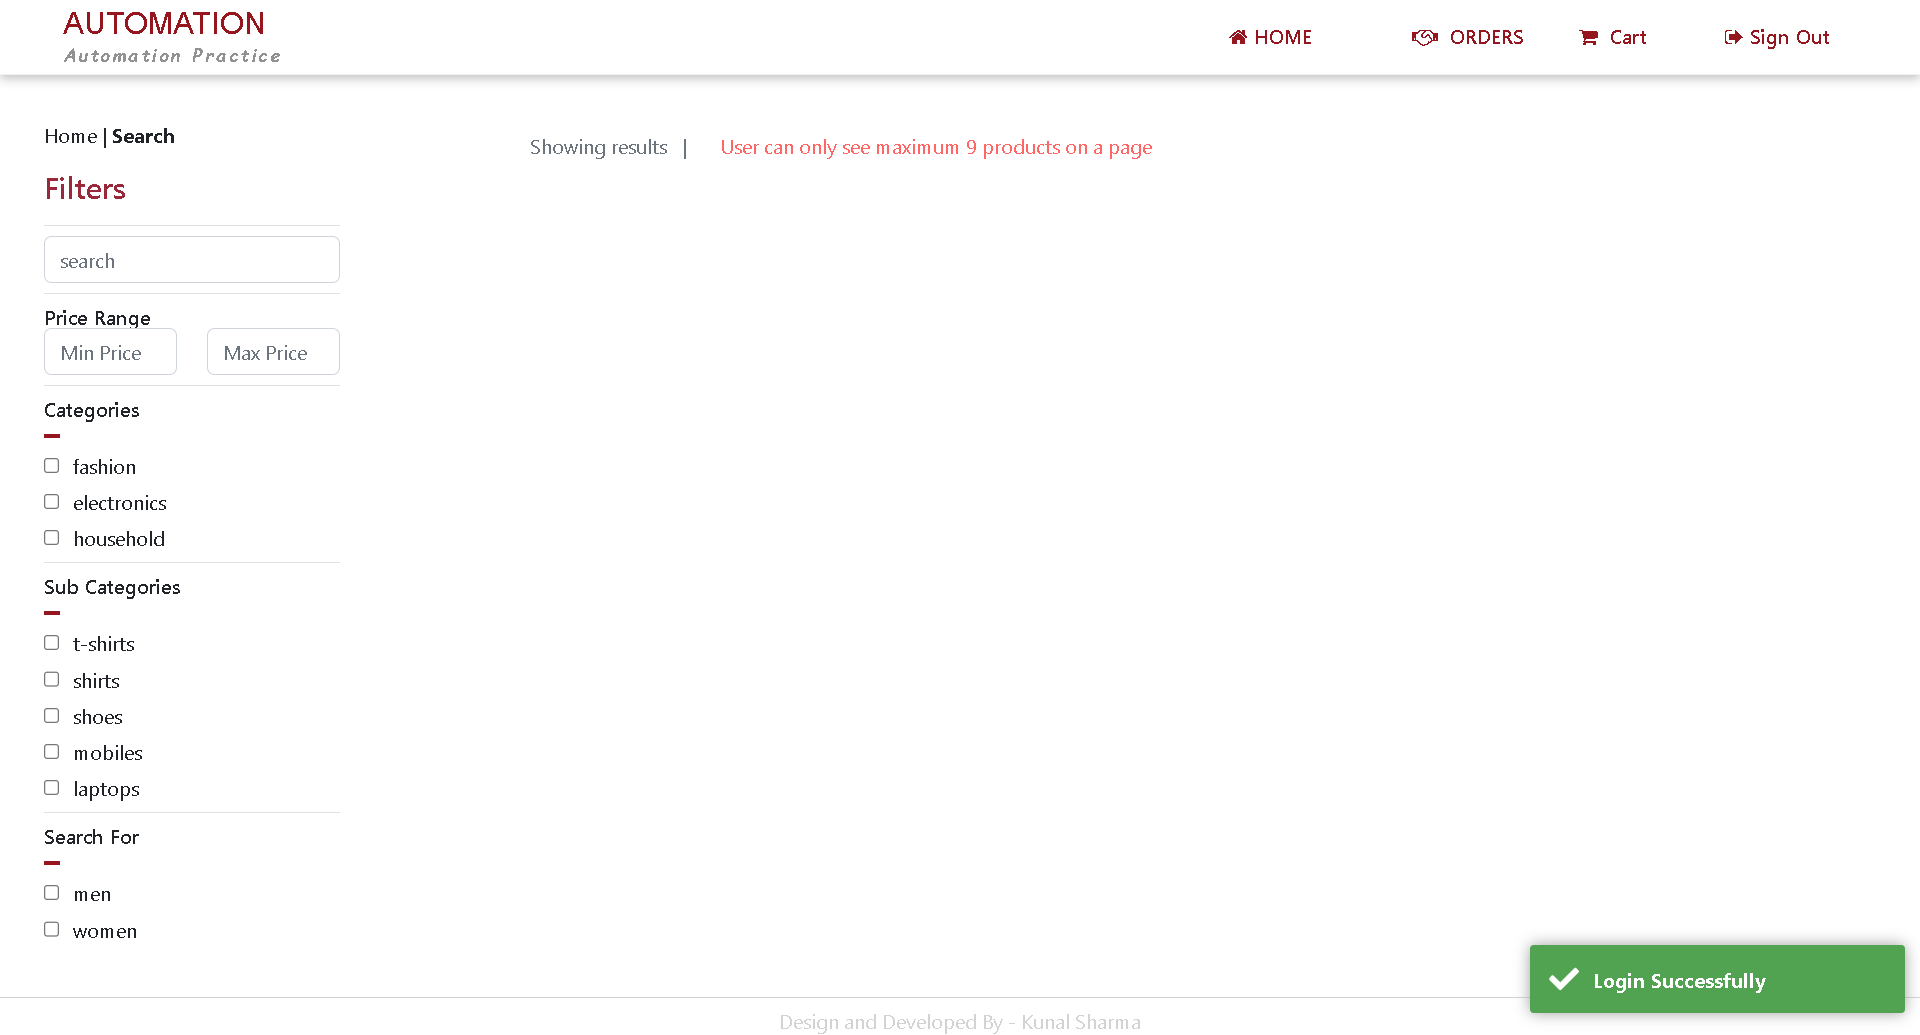 AUTOMATION
Automation Practice
HOME
ORDERS
Cart
Sign Out
Home | Search
Showing results |
User can only see maximum 9 products on a page
Filters
search
Price Range
Min Price
Max Price
Categories
fashion
electronics
household
Sub Categories
t-shirts
shirts
shoes
mobiles
laptops
Search For
men
women
Login Successfully
Design and Developed By - Kunal Sharma